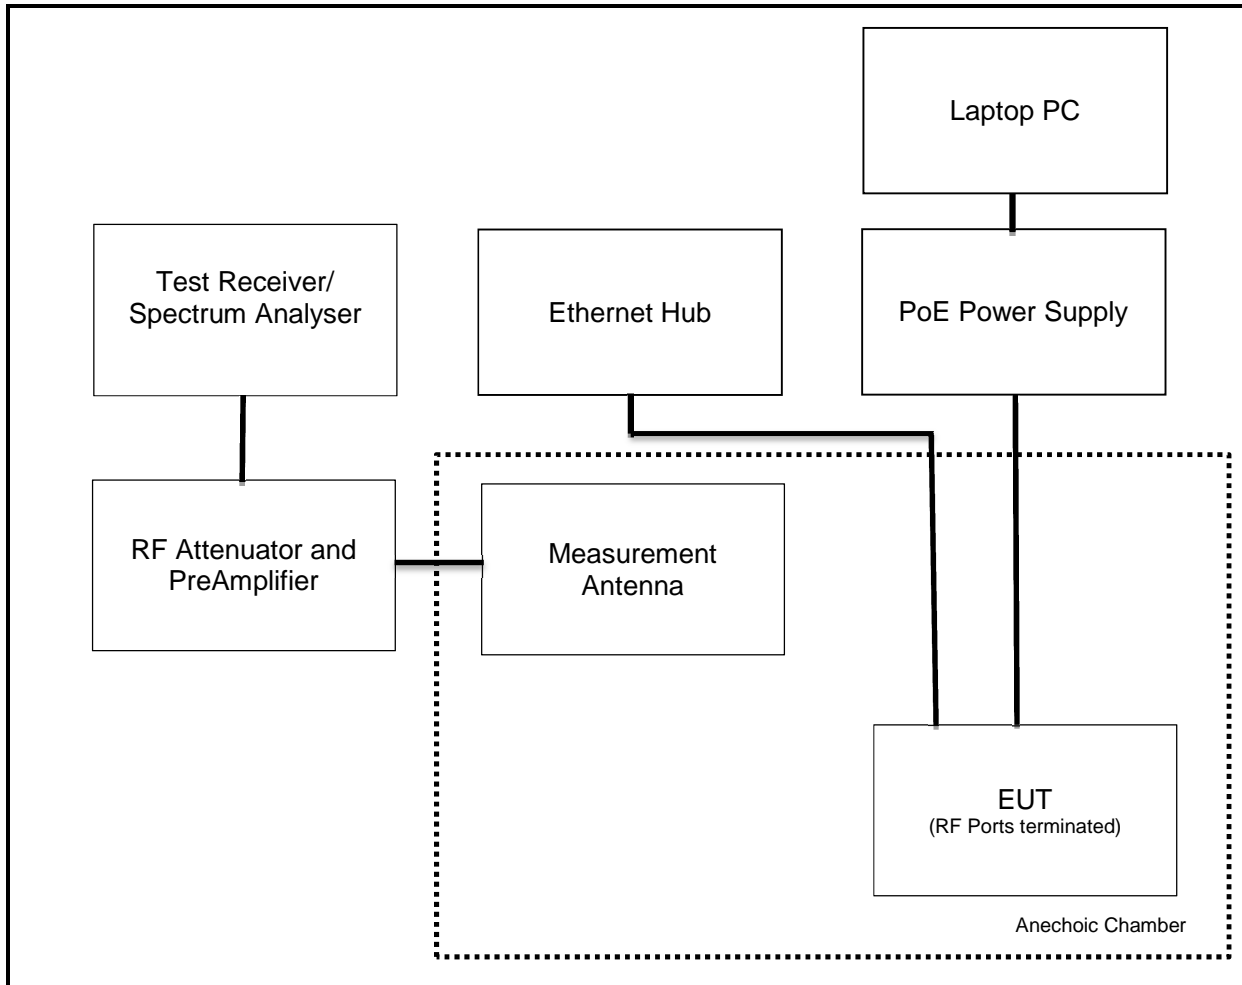 Laptop PC
Test Receiver/
Spectrum Analyser
Ethernet Hub
PoE Power Supply
RF Attenuator and
PreAmplifier
Measurement
Antenna
EUT
(RF Ports terminated)
Anechoic Chamber